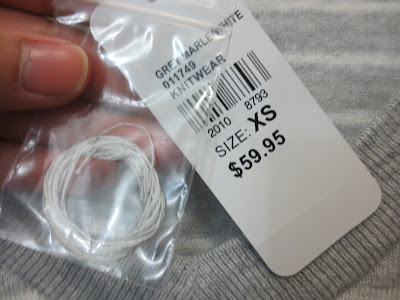 GREY MARLE/WHITE
011749
KNITWEAR
2010 8793
SIZE: XS
$59.95